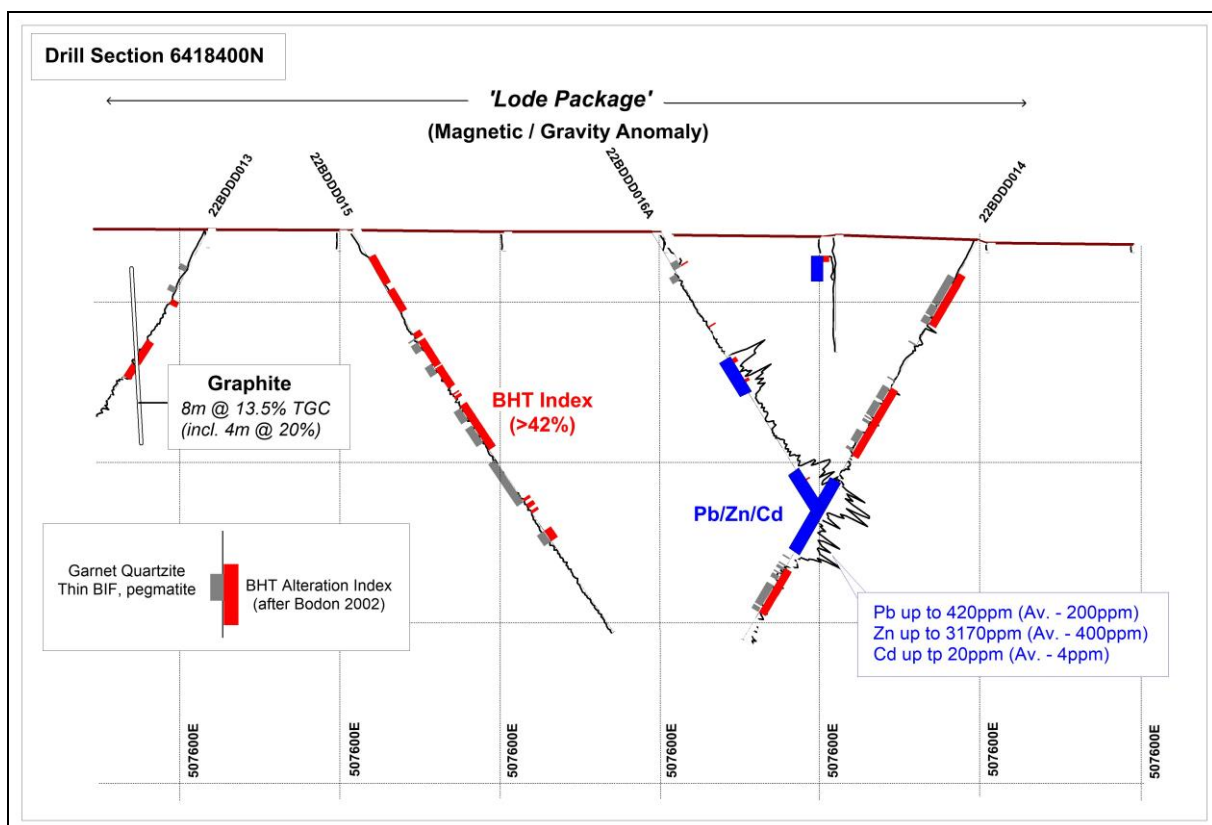 Drill Section 6418400N
'Lode Package'
(Magnetic / Gravity Anomaly)
22BDDD013
22BDDD015
22BDDD016A
22BDDD014
Graphite
8m @ 13.5% TGC
(incl. 4m @ 20%)
BHT Index
(>42%)
Pb/Zn/Cd
Garnet Quartzite
Thin BIF, pegmatite
BHT Alteration Index
(after Bodon 2002)
Pb up to 420ppm (Av. - 200ppm)
Zn up to 3170ppm (Av. - 400ppm)
Cd up tp 20ppm (Av. - 4ppm)
507600E
507600E
507600E
507600E
507600E
507600E
507600E